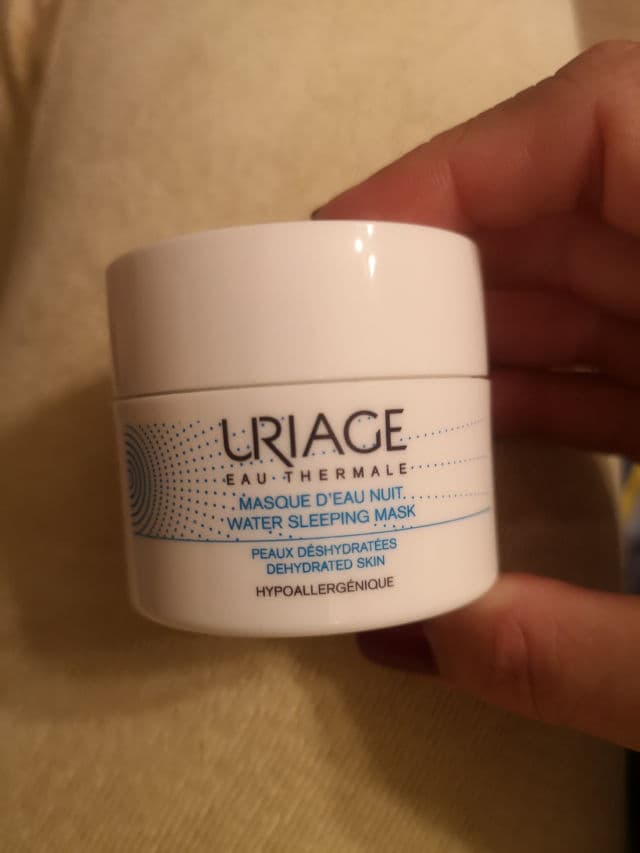 URIAGE
EAU THERMALE
MASQUE D'EAU NUIT
WATER SLEEPING MASK
PEAUX DÉSHYDRATÉES
DEHYDRATED SKIN
HYPOALLERGÉNIQUE